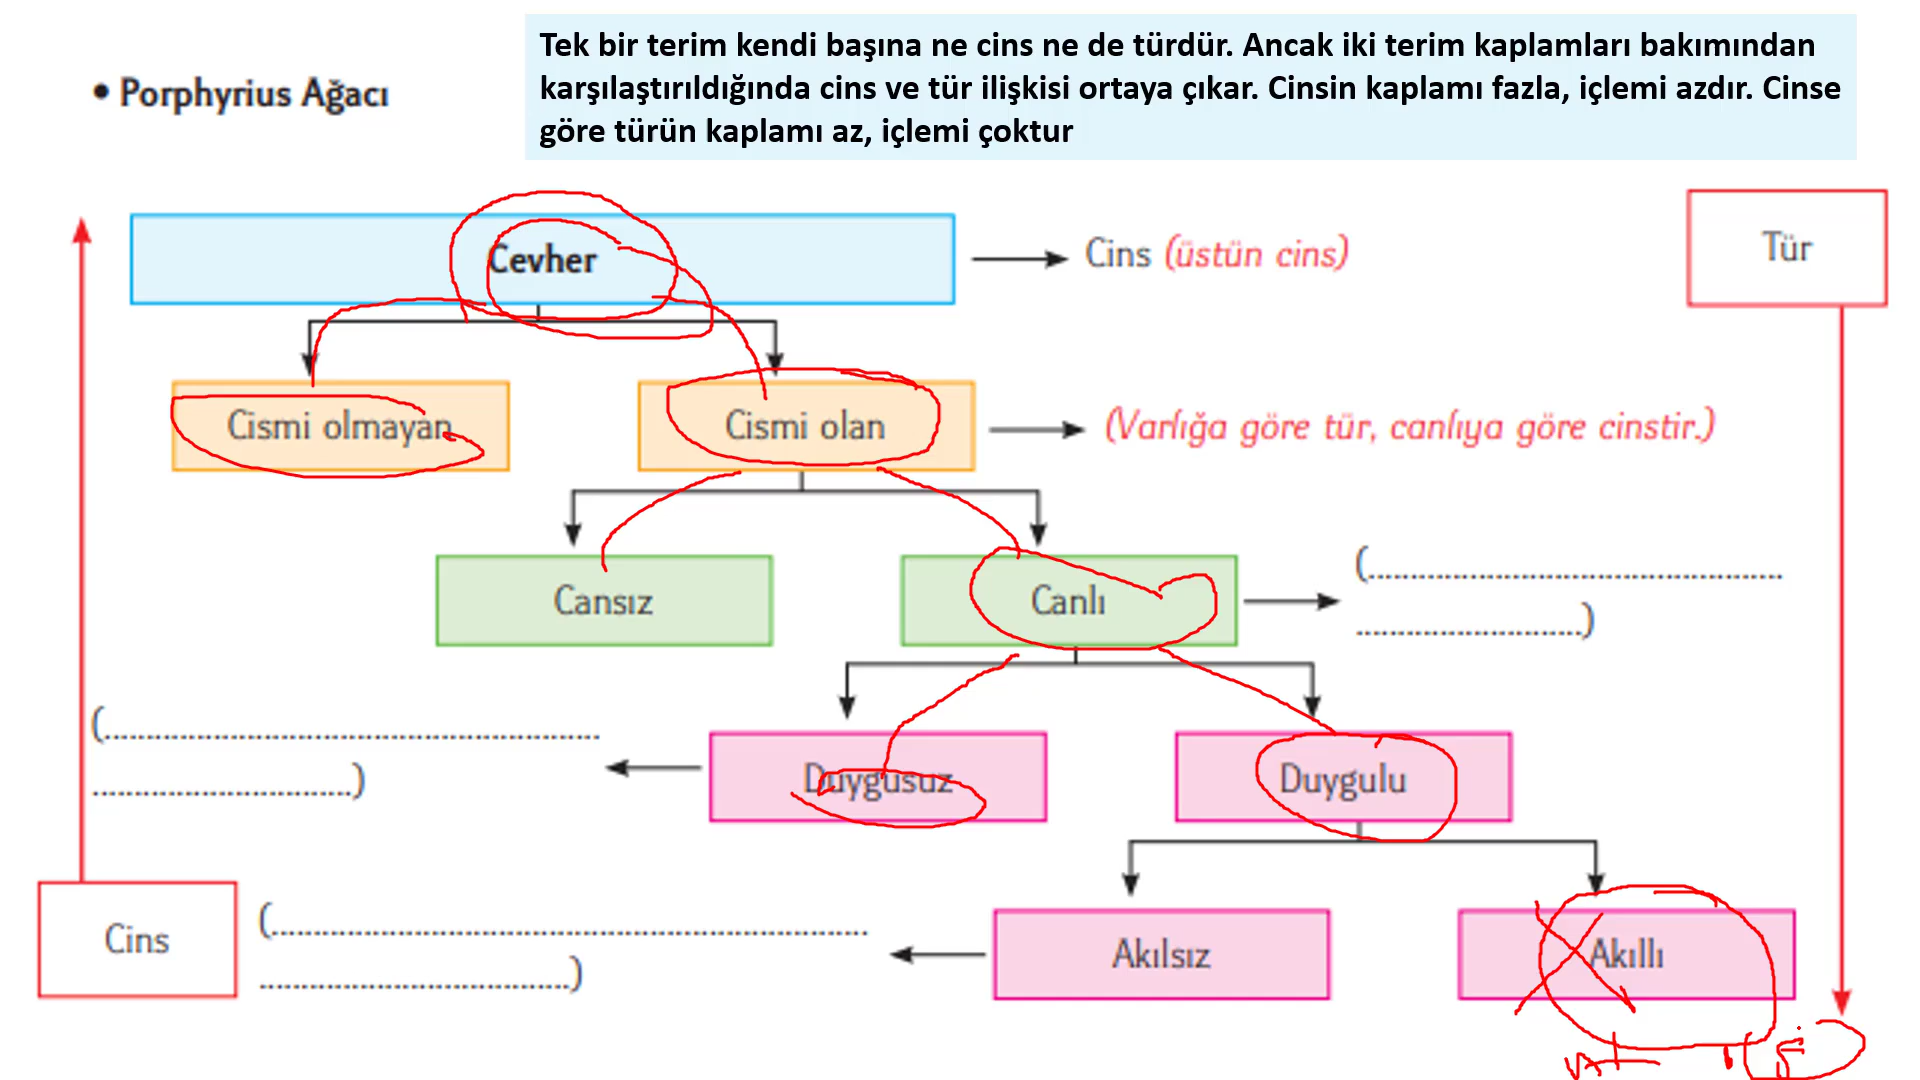 Tek bir terim kendi başına ne cins ne de türdür. Ancak iki terim kaplamları bakımından
karşılaştırıldığında cins ve tür ilişkisi ortaya çıkar. Cinsin kaplamı fazla, içlemi azdır. Cinse
göre türün kaplamı az, içlemi çoktur
• Porphyrius Ağacı
Cevher
Cins (üstün cins)
Tür
Cismi olmayan
Cismi olan
(Varlığa göre tür, canlıya göre cinstir.)
Cansız
Canlı
(..................................................
...........................)
(............................................................
...............................)
Duygusuz
Duygulu
Cins
(........................................................................
.....................................)
Akılsız
Akıllı